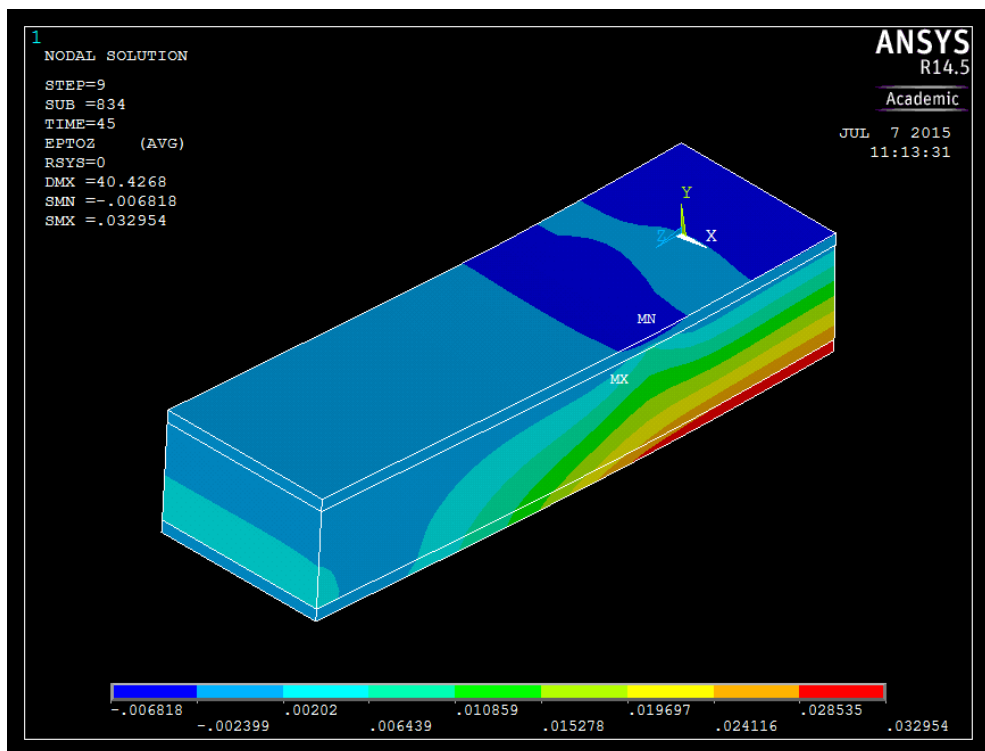 1
NODAL SOLUTION
STEP=9
SUB =834
TIME=45
EPTOZ    (AVG)
RSYS=0
DMX =40.4268
SMN =-.006818
SMX =.032954
ANSYS
R14.5
Academic
JUL  7 2015
11:13:31
Y
Z X
MN
MX
-.006818 .00202 .010859 .019697 .028535
-.002399 .006439 .015278 .024116 .032954